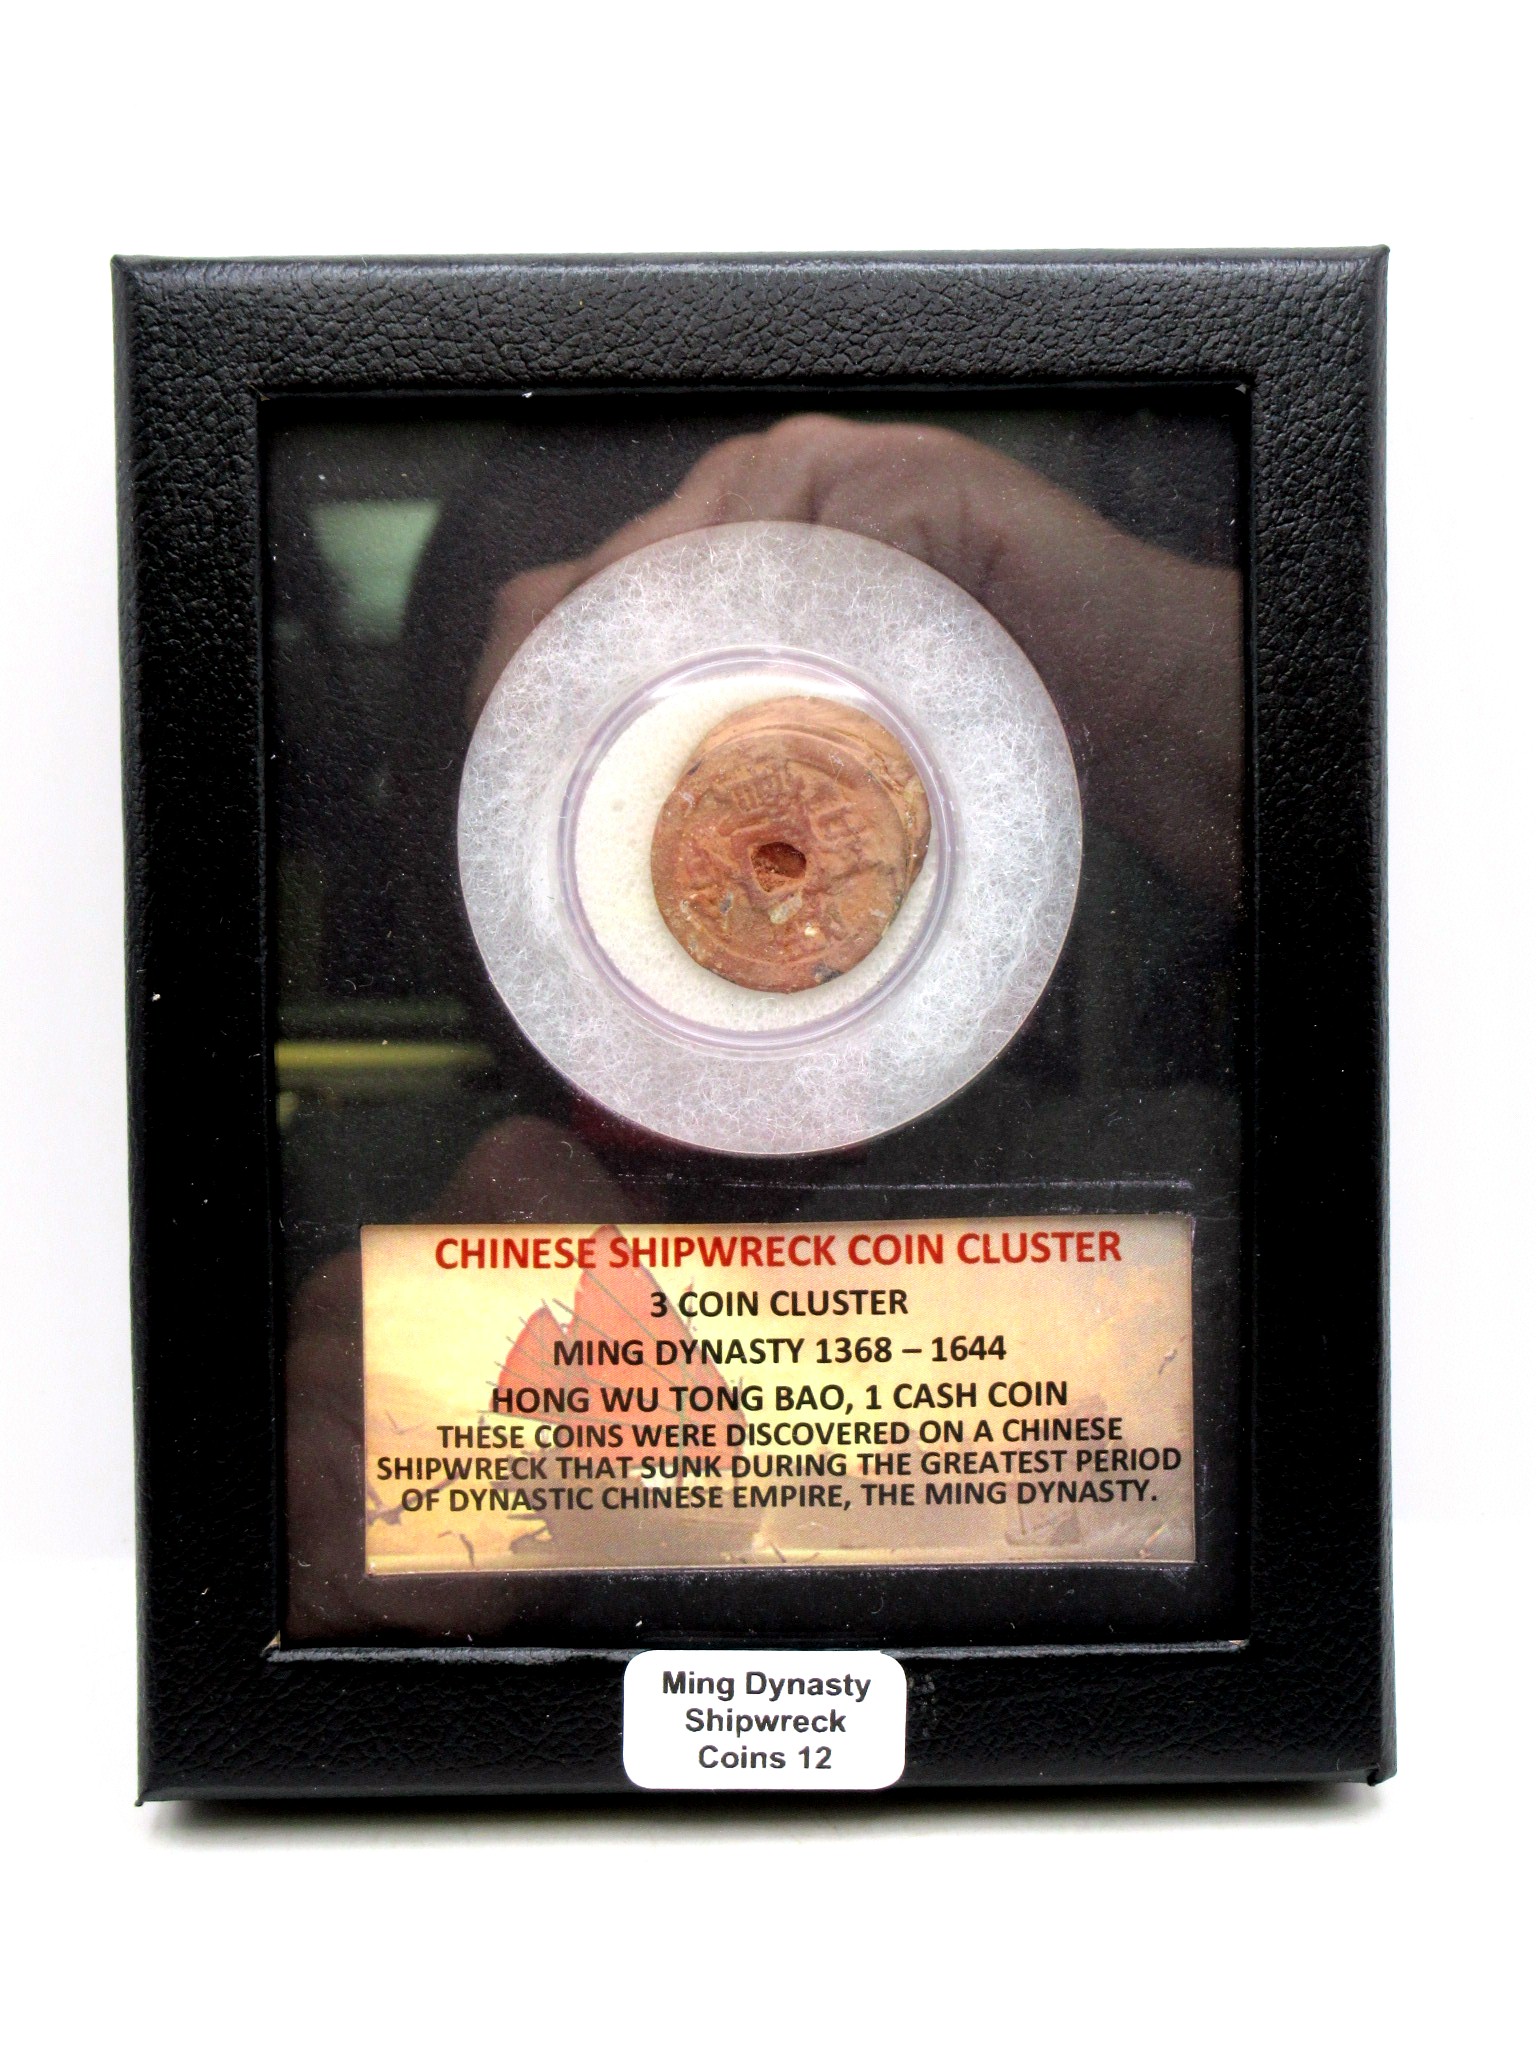 CHINESE SHIPWRECK COIN CLUSTER
3 COIN CLUSTER
MING DYNASTY 1368 – 1644
HONG WU TONG BAO, 1 CASH COIN
THESE COINS WERE DISCOVERED ON A CHINESE
SHIPWRECK THAT SUNK DURING THE GREATEST PERIOD
OF DYNASTIC CHINESE EMPIRE, THE MING DYNASTY.
Ming Dynasty
Shipwreck
Coins 12